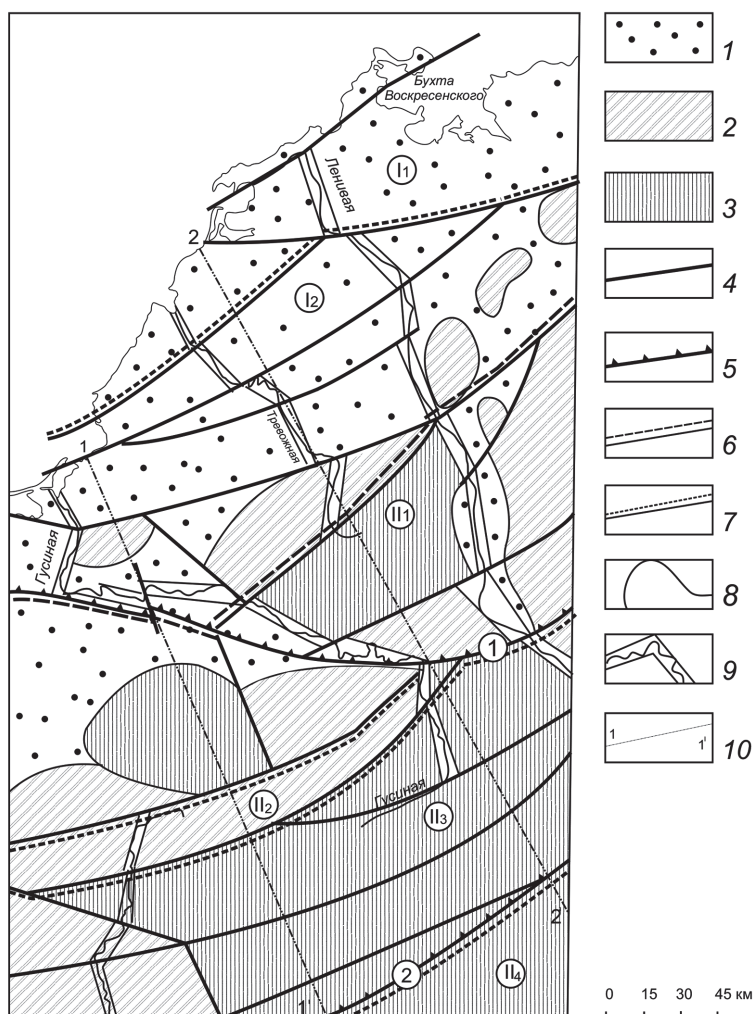 Бухта
Воскресенского
I1
Ленивая
2
I2
1
Тревожная
II1
Гусиная
1
II2
Гусиная
II3
2'
2
II4
1'
1
2
3
4
5
6
7
8
9
1
1'
10
0 15 30 45 км